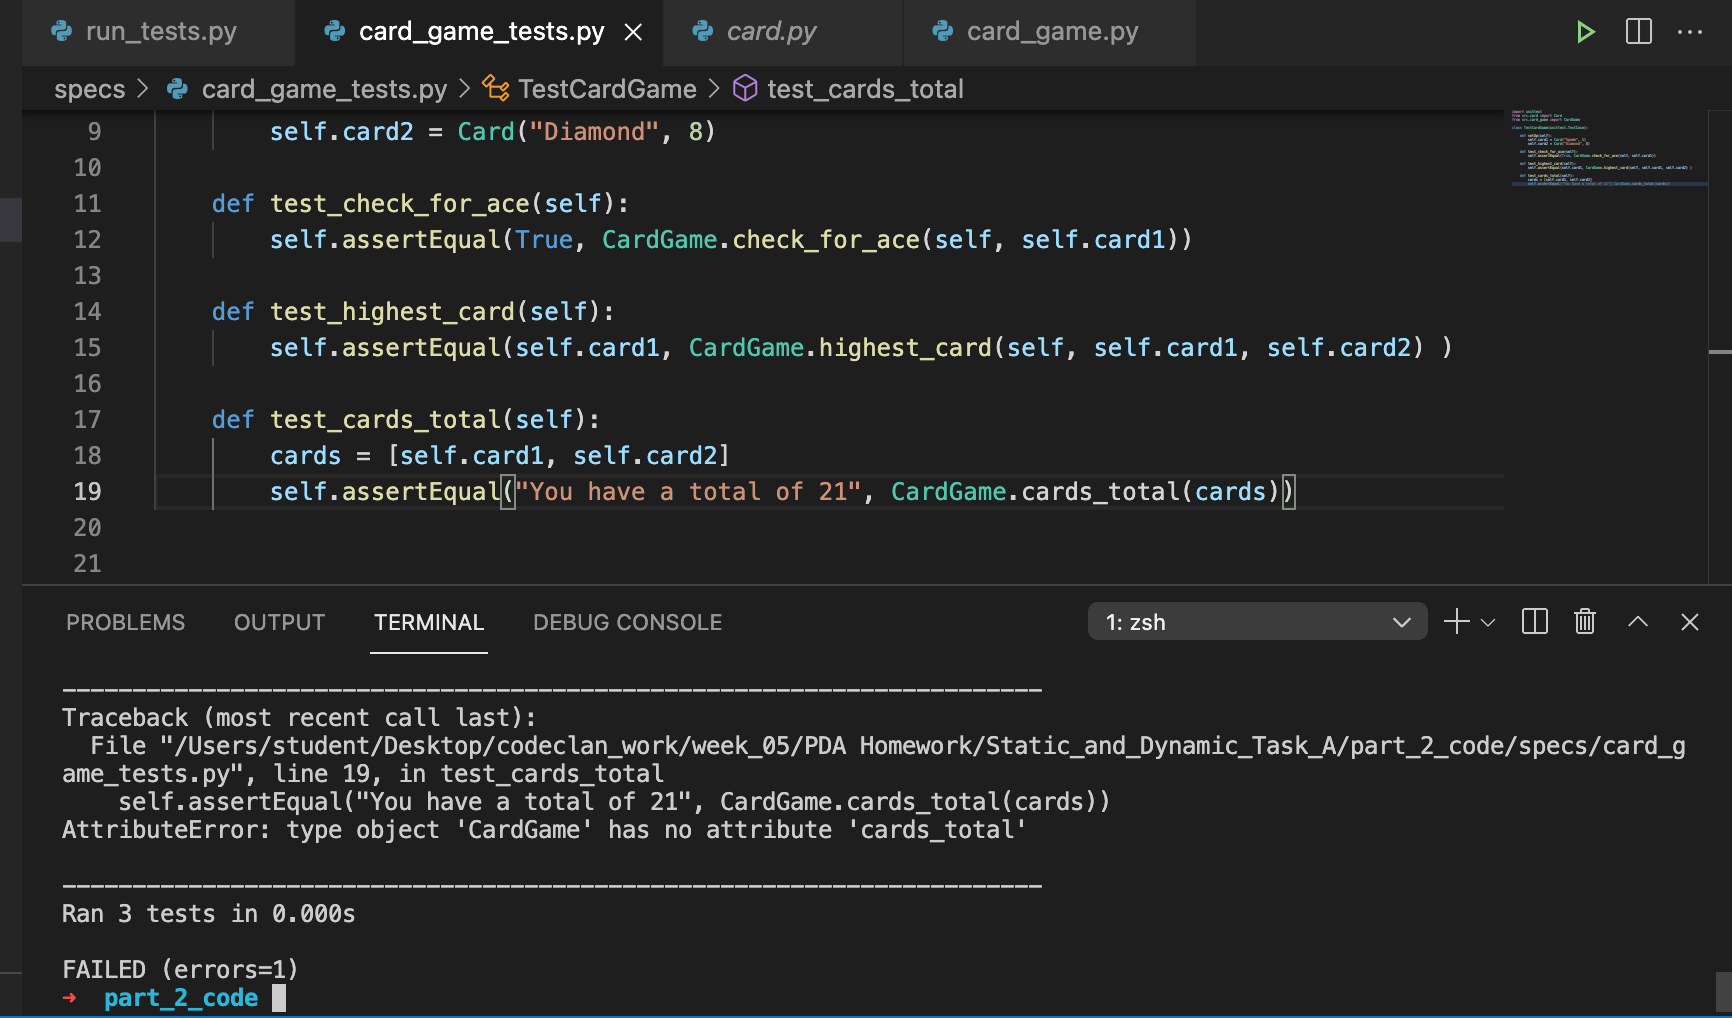 run_tests.py card_game_tests.py card.py card_game.py
specs > card_game_tests.py > TestCardGame > test_cards_total
9 self.card2 = Card("Diamond", 8)
10
11 def test_check_for_ace(self):
12 self.assertEqual(True, CardGame.check_for_ace(self, self.card1))
13
14 def test_highest_card(self):
15 self.assertEqual(self.card1, CardGame.highest_card(self, self.card1, self.card2) )
16
17 def test_cards_total(self):
18 cards = [self.card1, self.card2]
19 self.assertEqual("You have a total of 21", CardGame.cards_total(cards))
20
21
PROBLEMS OUTPUT TERMINAL DEBUG CONSOLE 1: zsh
----------------------------------------------------------------------
Traceback (most recent call last):
File "/Users/student/Desktop/codeclan_work/week_05/PDA Homework/Static_and_Dynamic_Task_A/part_2_code/specs/card_g
ame_tests.py", line 19, in test_cards_total
self.assertEqual("You have a total of 21", CardGame.cards_total(cards))
AttributeError: type object 'CardGame' has no attribute 'cards_total'
----------------------------------------------------------------------
Ran 3 tests in 0.000s
FAILED (errors=1)
➜ part_2_code